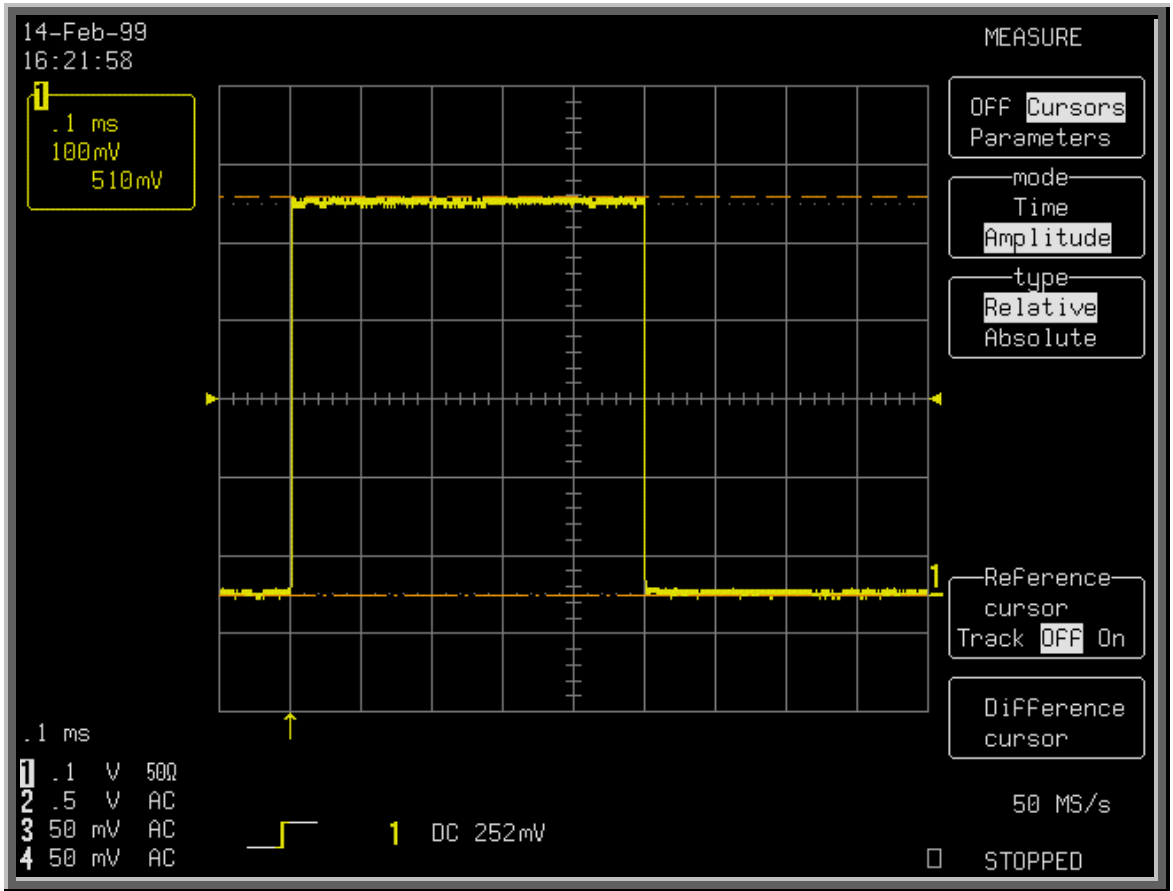 14-Feb-99
16:21:58
1
.1 ms
100mV
510mV
MEASURE
OFF Cursors
Parameters
mode
Time
Amplitude
type
Relative
Absolute
1
Reference
cursor
Track OFF On
Difference
cursor
.1 ms
1 .1 V 50Ω
2 .5 V AC
3 50 mV AC
4 50 mV AC
1 DC 252mV
50 MS/s
STOPPED